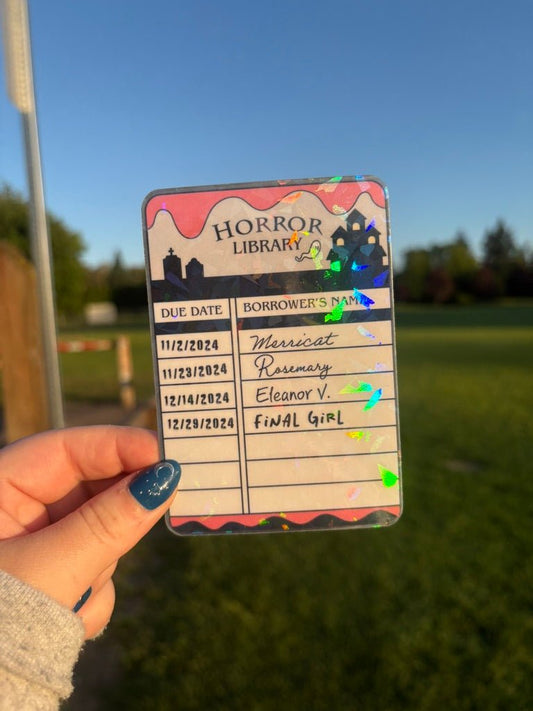 HORROR
LIBRARY
DUE DATE BORROWER'S NAME
11/2/2024 Merricat
11/23/2024 Rosemary
12/14/2024 Eleanor V.
12/29/2024 FiNAL GiRL